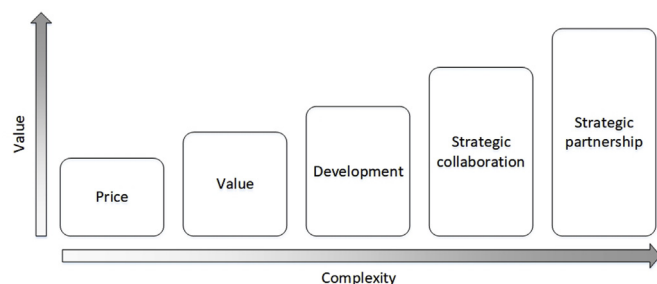 Value
Price
Value
Development
Strategic
collaboration
Strategic
partnership
Complexity